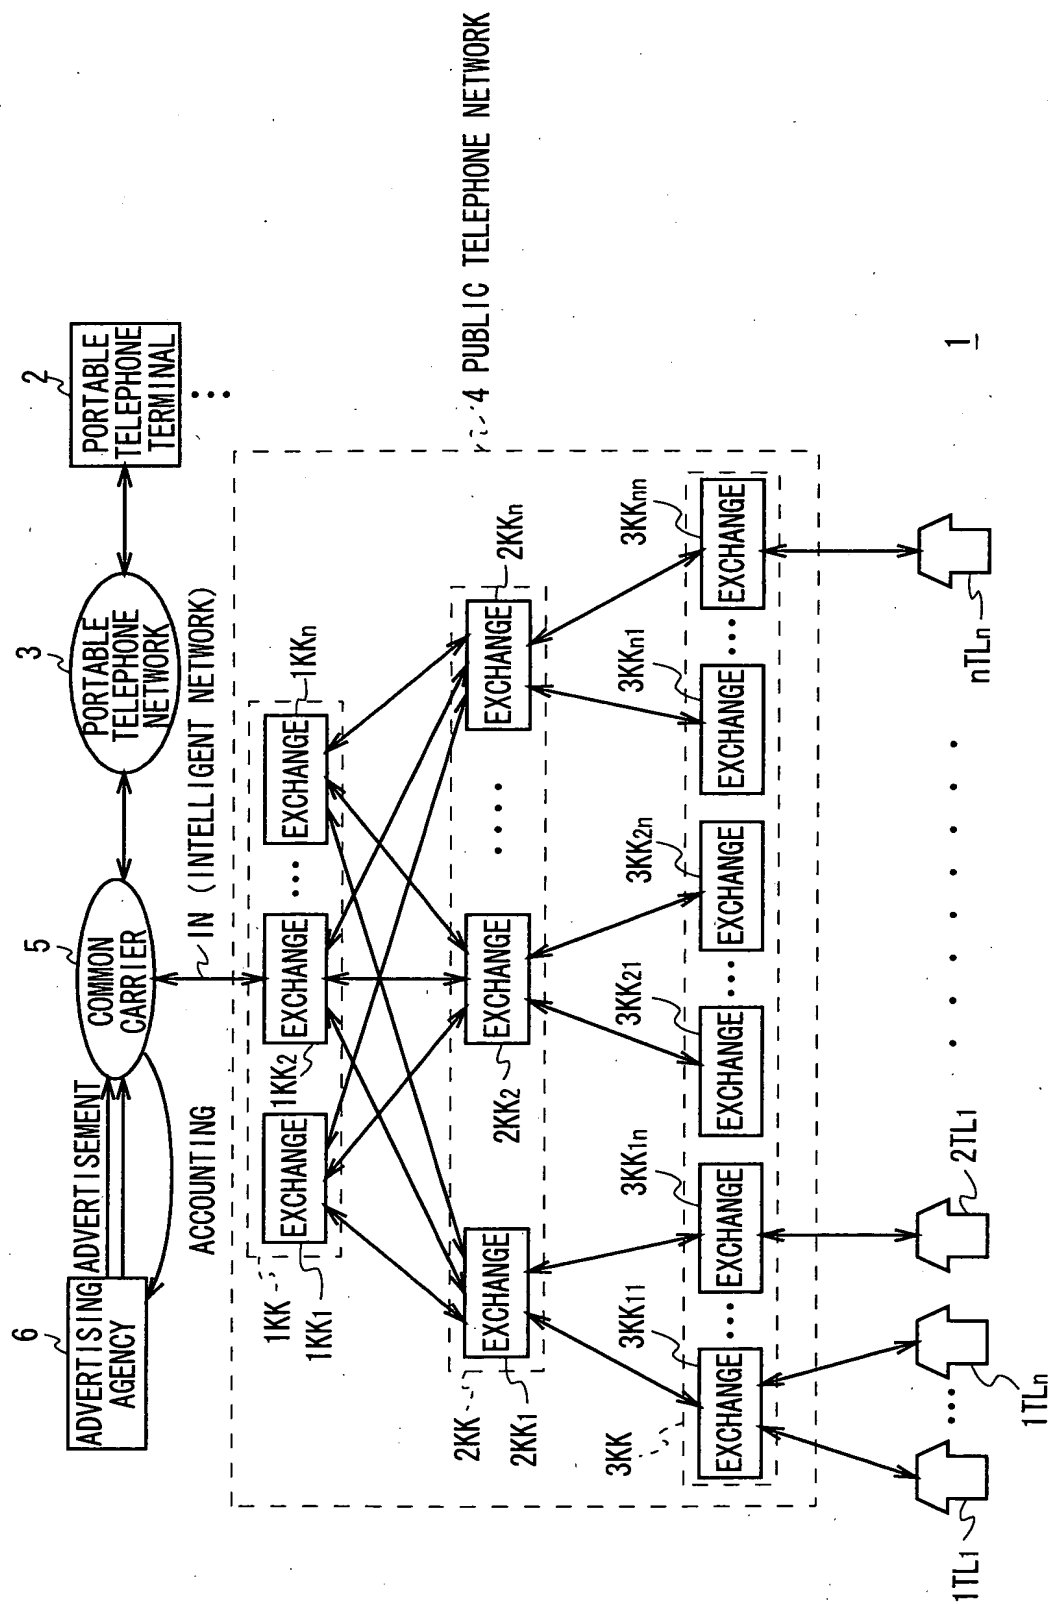 6
ADVERTISING
AGENCY
ADVERTISEMENT
ACCOUNTING
5
COMMON
CARRIER
3
PORTABLE
TELEPHONE
NETWORK
2
PORTABLE
TELEPHONE
TERMINAL
IN (INTELLIGENT NETWORK)
4 PUBLIC TELEPHONE NETWORK
1KK
1KK1
EXCHANGE
1KK2
EXCHANGE
EXCHANGE
1KKn
2KK
2KK1
EXCHANGE
2KK2
EXCHANGE
EXCHANGE
2KKn
3KK
3KK11
EXCHANGE
3KK1n
EXCHANGE
3KK21
EXCHANGE
3KK2n
EXCHANGE
3KKn1
EXCHANGE
3KKnn
EXCHANGE
1TL1
1TLn
2TL1
nTLn
1